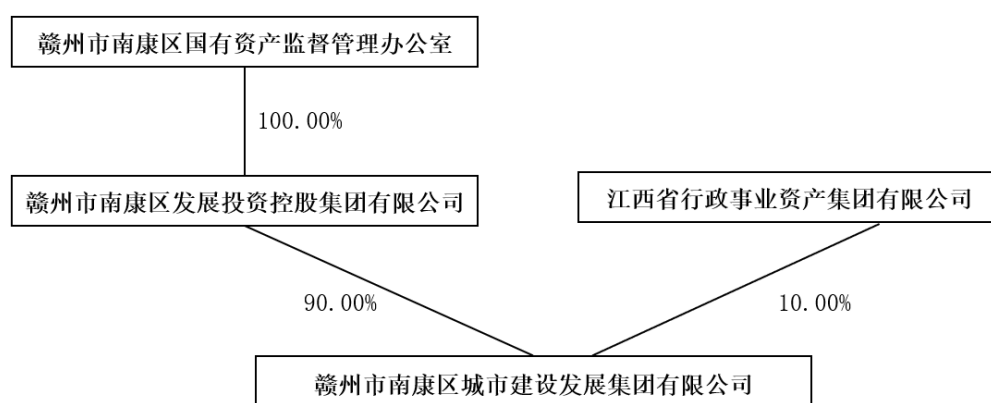 赣州市南康区国有资产监督管理办公室
100.00%
赣州市南康区发展投资控股集团有限公司
江西省行政事业资产集团有限公司
90.00%
10.00%
赣州市南康区城市建设发展集团有限公司